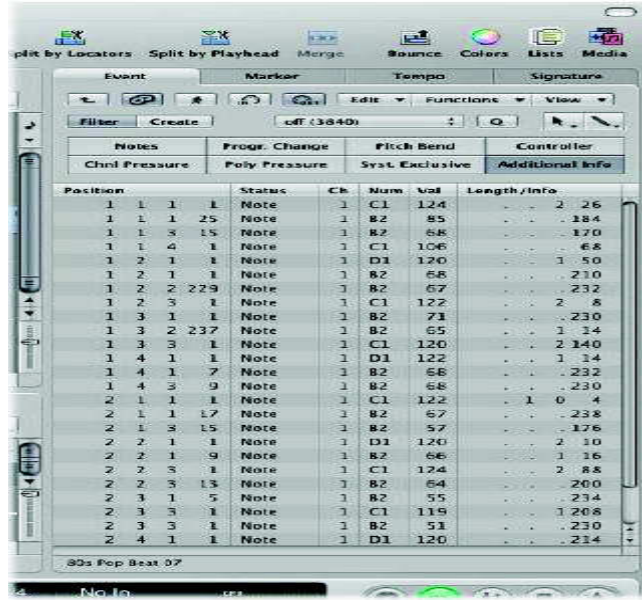 plit by Locators Split by Playhead Merge Bounce Colors Lists Media
Event Marker Tempo Signature
Edit Functions View
Filter Create off (3840) Q
Notes Progr. Change Pitch Bend Controller
Chnl Pressure Poly Pressure Syst. Exclusive Additional Info
Position Status Ch Num Val Length/Info
1 1 1 1 Note 1 C1 124 . . 2 26
1 1 1 25 Note 1 B2 85 . . . 184
1 1 3 15 Note 1 B2 68 . . . 170
1 1 4 1 Note 1 C1 106 . . . 68
1 2 1 1 Note 1 D1 120 . . 1 50
1 2 1 1 Note 1 B2 68 . . . 210
1 2 2 229 Note 1 B2 67 . . . 232
1 2 3 1 Note 1 C1 122 . . 2 8
1 3 1 1 Note 1 B2 71 . . . 230
1 3 2 237 Note 1 B2 65 . . 1 14
1 3 3 1 Note 1 C1 120 . . 2 140
1 4 1 1 Note 1 D1 122 . . 1 14
1 4 1 7 Note 1 B2 68 . . . 232
1 4 3 9 Note 1 B2 68 . . . 230
2 1 1 1 Note 1 C1 122 . 1 0 4
2 1 1 17 Note 1 B2 67 . . . 238
2 1 3 15 Note 1 B2 57 . . . 176
2 2 1 1 Note 1 D1 120 . . 2 10
2 2 1 9 Note 1 B2 66 . . 1 16
2 2 3 1 Note 1 C1 124 . . 2 88
2 2 3 13 Note 1 B2 64 . . . 200
2 3 1 5 Note 1 B2 55 . . . 234
2 3 3 1 Note 1 C1 119 . . 1 208
2 3 3 1 Note 1 B2 51 . . . 230
2 4 1 1 Note 1 D1 120 . . . 214
80s Pop Beat 07
4 No In